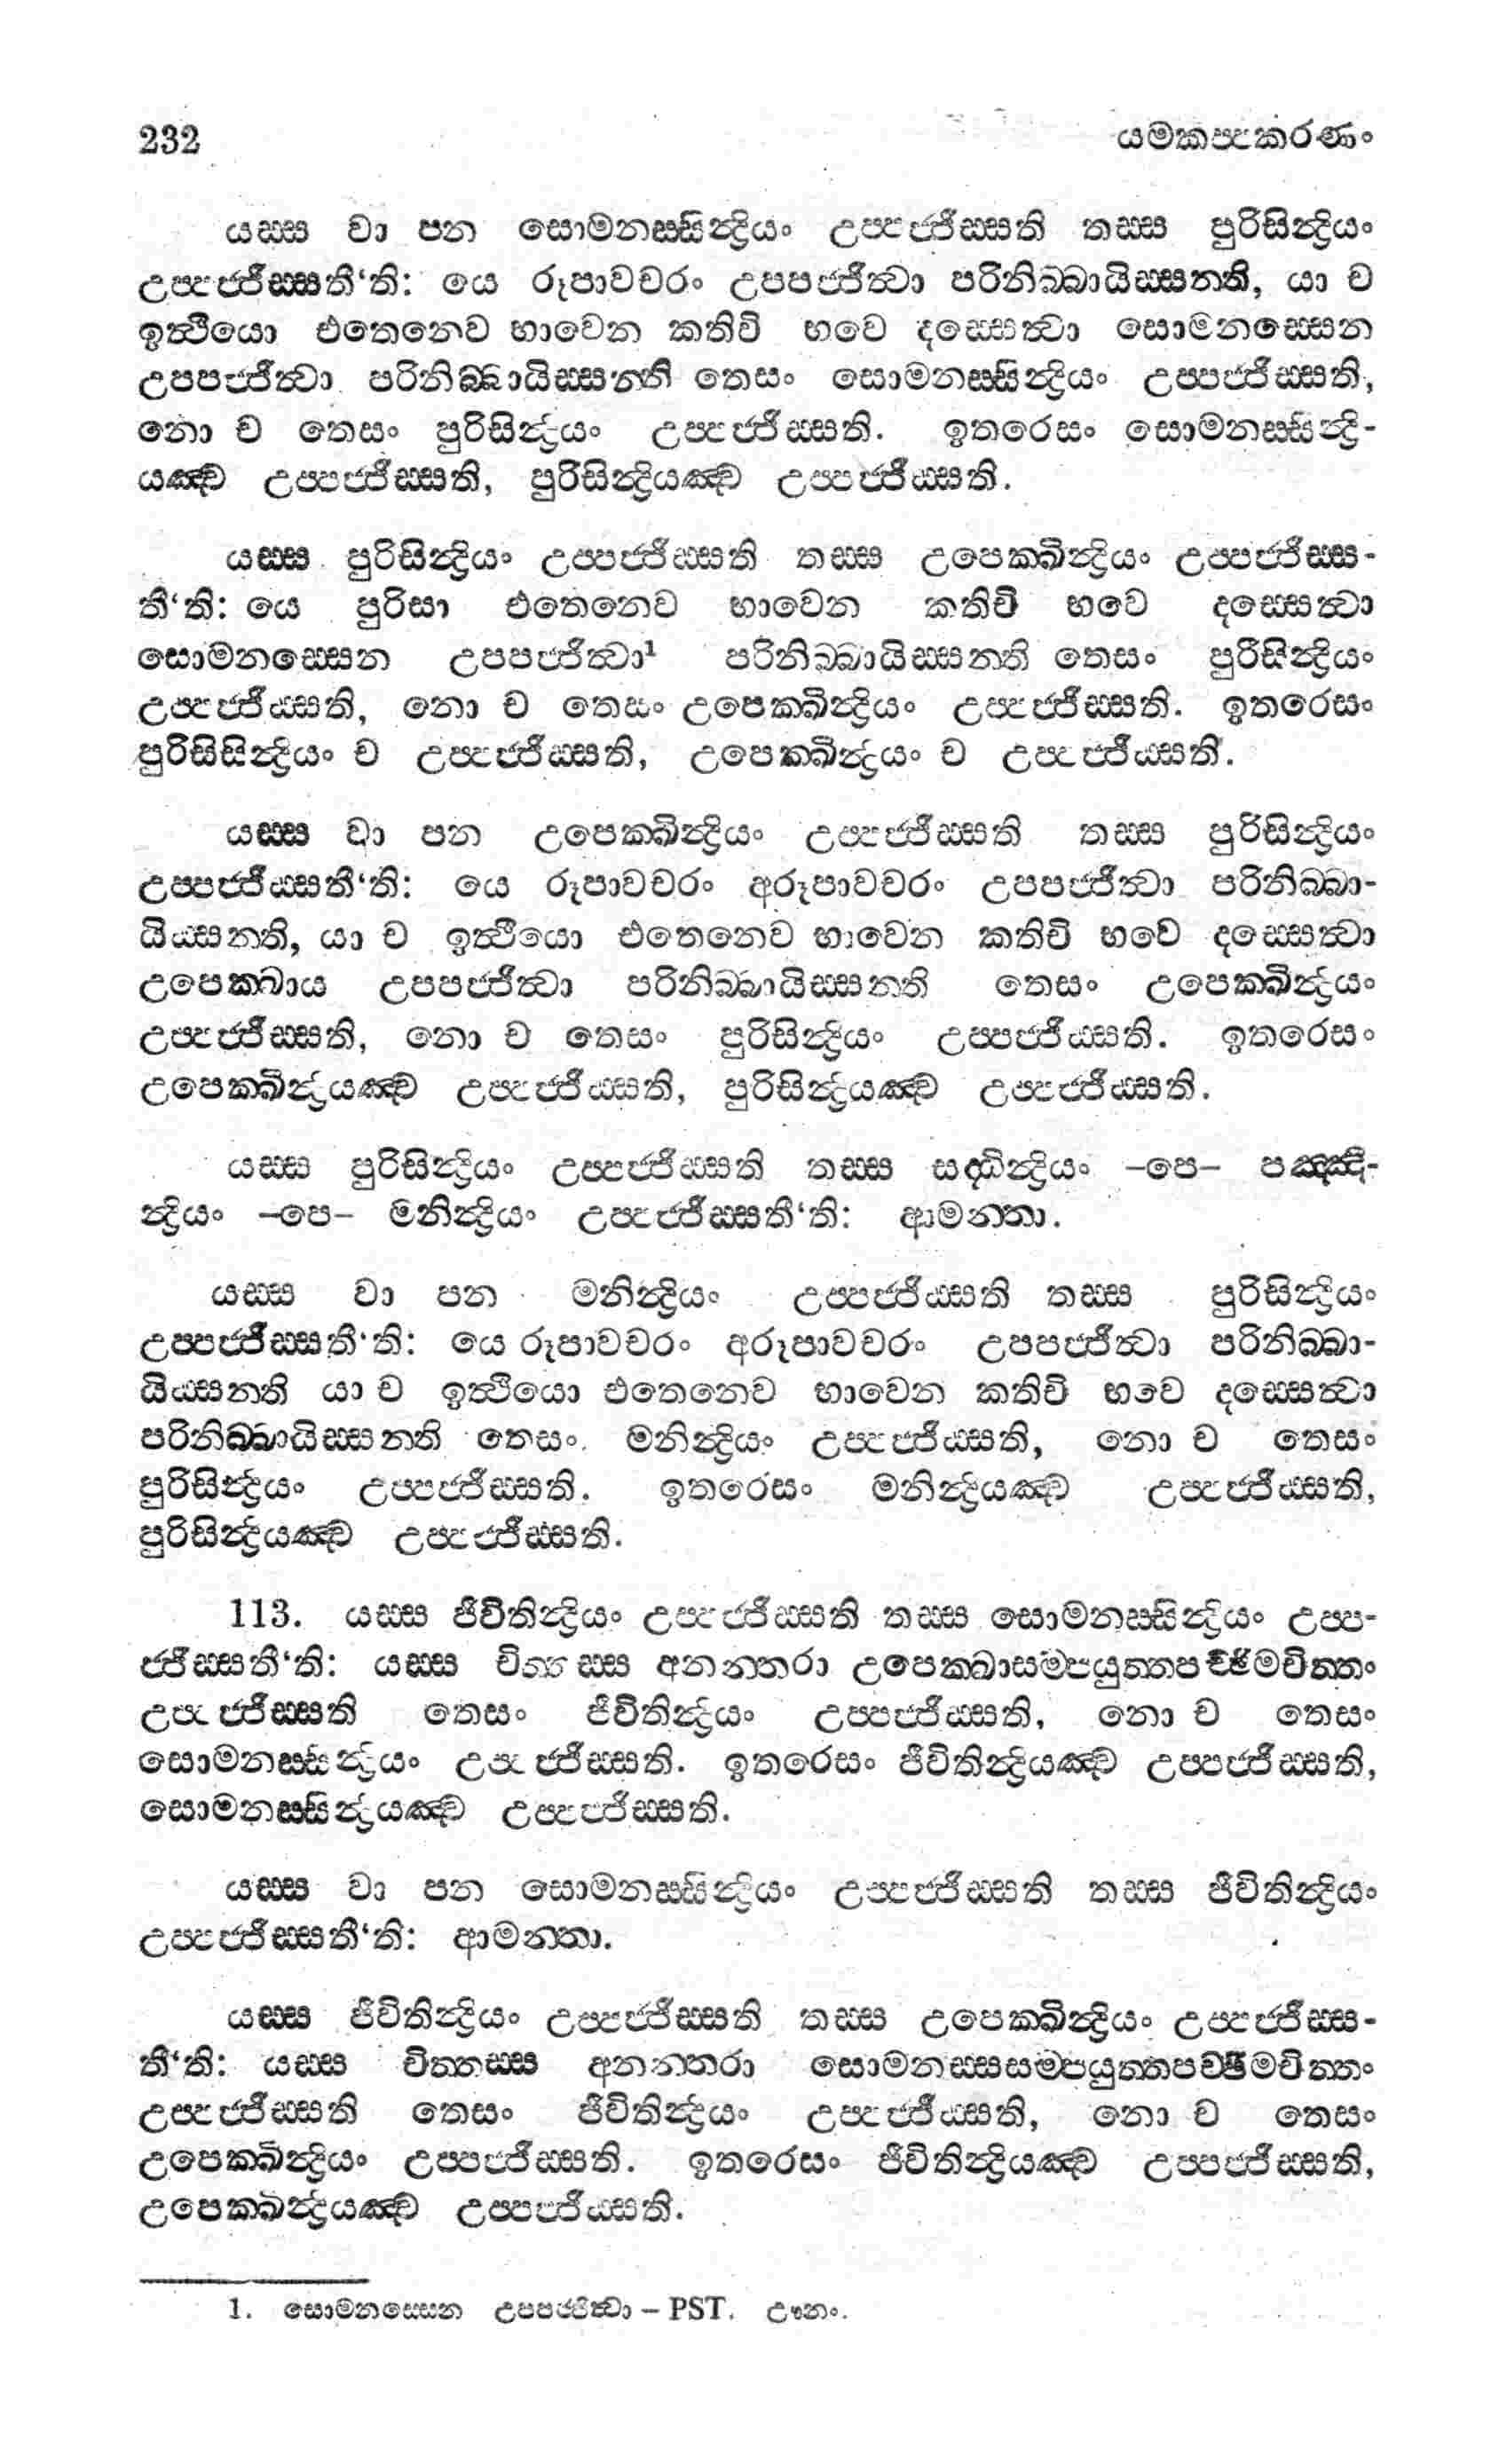 232 යමකප්පකරණං
යස්ස වා පන සොමනස්සින්ද්‍රියං උප්පජ්ජිස්සති තස්ස පුරිසින්ද්‍රියං
උප්පජ්ජිස්සතී‘ති: යෙ රූපාවචරං උපපජ්ජිත්වා පරිනිබ්බායිස්සන්ති, යා ච
ඉත්ථියො එතෙනෙව භාවෙන කතිචි භවෙ දස්සෙත්වා සොමනස්සෙන
උපපජ්ජිත්වා පරිනිබ්බායිස්සන්ති තෙසං සොමනස්සින්ද්‍රියං උප්පජ්ජිස්සති,
නො ච තෙසං පුරිසින්ද්‍රියං උප්පජ්ජිස්සති. ඉතරෙසං සොමනස්සින්ද්‍රි-
යඤ්ච උප්පජ්ජිස්සති, පුරිසින්ද්‍රියඤ්ච උප්පජ්ජිස්සති.
යස්ස පුරිසින්ද්‍රියං උප්පජ්ජිස්සති තස්ස උපෙක්ඛින්ද්‍රියං උප්පජ්ජිස්ස-
තී‘ති: යෙ පුරිසා එතෙනෙව භාවෙන කතිචි භවෙ දස්සෙත්වා
සොමනස්සෙන උපපජ්ජිත්වා¹ පරිනිබ්බායිස්සන්ති තෙසං පුරිසින්ද්‍රියං
උප්පජ්ජිස්සති, නො ච තෙසං උපෙක්ඛින්ද්‍රියං උප්පජ්ජිස්සති. ඉතරෙසං
පුරිසිසින්ද්‍රියං ච උප්පජ්ජිස්සති, උපෙක්ඛින්ද්‍රියං ච උප්පජ්ජිස්සති.
යස්ස වා පන උපෙක්ඛින්ද්‍රියං උප්පජ්ජිස්සති තස්ස පුරිසින්ද්‍රියං
උප්පජ්ජිස්සතී‘ති: යෙ රූපාවචරං අරූපාවචරං උපපජ්ජිත්වා පරිනිබ්බා-
යිස්සන්ති, යා ච ඉත්ථියො එතෙනෙව භාවෙන කතිචි භවෙ දස්සෙත්වා
උපෙක්ඛාය උපපජ්ජිත්වා පරිනිබ්බායිස්සන්ති තෙසං උපෙක්ඛින්ද්‍රියං
උප්පජ්ජිස්සති, නො ච තෙසං පුරිසින්ද්‍රියං උප්පජ්ජිස්සති. ඉතරෙසං
උපෙක්ඛින්ද්‍රියඤ්ච උප්පජ්ජිස්සති, පුරිසින්ද්‍රියඤ්ච උප්පජ්ජිස්සති.
යස්ස පුරිසින්ද්‍රියං උප්පජ්ජිස්සති තස්ස සද්ධින්ද්‍රියං –පෙ– පඤ්ඤි-
න්ද්‍රියං –පෙ– මනින්ද්‍රියං උප්පජ්ජිස්සතී‘ති: ආමන්තා.
යස්ස වා පන මනින්ද්‍රියං උප්පජ්ජිස්සති තස්ස පුරිසින්ද්‍රියං
උප්පජ්ජිස්සතී‘ති: යෙ රූපාවචරං අරූපාවචරං උපපජ්ජිත්වා පරිනිබ්බා-
යිස්සන්ති යා ච ඉත්ථියො එතෙනෙව භාවෙන කතිචි භවෙ දස්සෙත්වා
පරිනිබ්බායිස්සන්ති තෙසං මනින්ද්‍රියං උප්පජ්ජිස්සති, නො ච තෙසං
පුරිසින්ද්‍රියං උප්පජ්ජිස්සති. ඉතරෙසං මනින්ද්‍රියඤ්ච උප්පජ්ජිස්සති,
පුරිසින්ද්‍රියඤ්ච උප්පජ්ජිස්සති.
113. යස්ස ජීවිතින්ද්‍රියං උප්පජ්ජිස්සති තස්ස සොමනස්සින්ද්‍රියං උප්ප-
ජ්ජිස්සතී‘ති: යස්ස චිත්තස්ස අනන්තරා උපෙක්ඛාසම්පයුත්තපච්ඡිමචිත්තං
උප්පජ්ජිස්සති තෙසං ජීවිතින්ද්‍රියං උප්පජ්ජිස්සති, නො ච තෙසං
සොමනස්සින්ද්‍රියං උප්පජ්ජිස්සති. ඉතරෙසං ජීවිතින්ද්‍රියඤ්ච උප්පජ්ජිස්සති,
සොමනස්සින්ද්‍රියඤ්ච උප්පජ්ජිස්සති.
යස්ස වා පන සොමනස්සින්ද්‍රියං උප්පජ්ජිස්සති තස්ස ජීවිතින්ද්‍රියං
උප්පජ්ජිස්සතී‘ති: ආමන්තා.
යස්ස ජීවිතින්ද්‍රියං උප්පජ්ජිස්සති තස්ස උපෙක්ඛින්ද්‍රියං උප්පජ්ජිස්ස-
තී‘ති: යස්ස චිත්තස්ස අනන්තරා සොමනස්සසම්පයුත්තපච්ඡිමචිත්තං
උප්පජ්ජිස්සති තෙසං ජීවිතින්ද්‍රියං උප්පජ්ජිස්සති, නො ච තෙසං
උපෙක්ඛින්ද්‍රියං උප්පජ්ජිස්සති. ඉතරෙසං ජීවිතින්ද්‍රියඤ්ච උප්පජ්ජිස්සති,
උපෙක්ඛින්ද්‍රියඤ්ච උප්පජ්ජිස්සති.
1. සොමනස්සෙන උපපජ්ජිත්වා – PST. ඌනං.